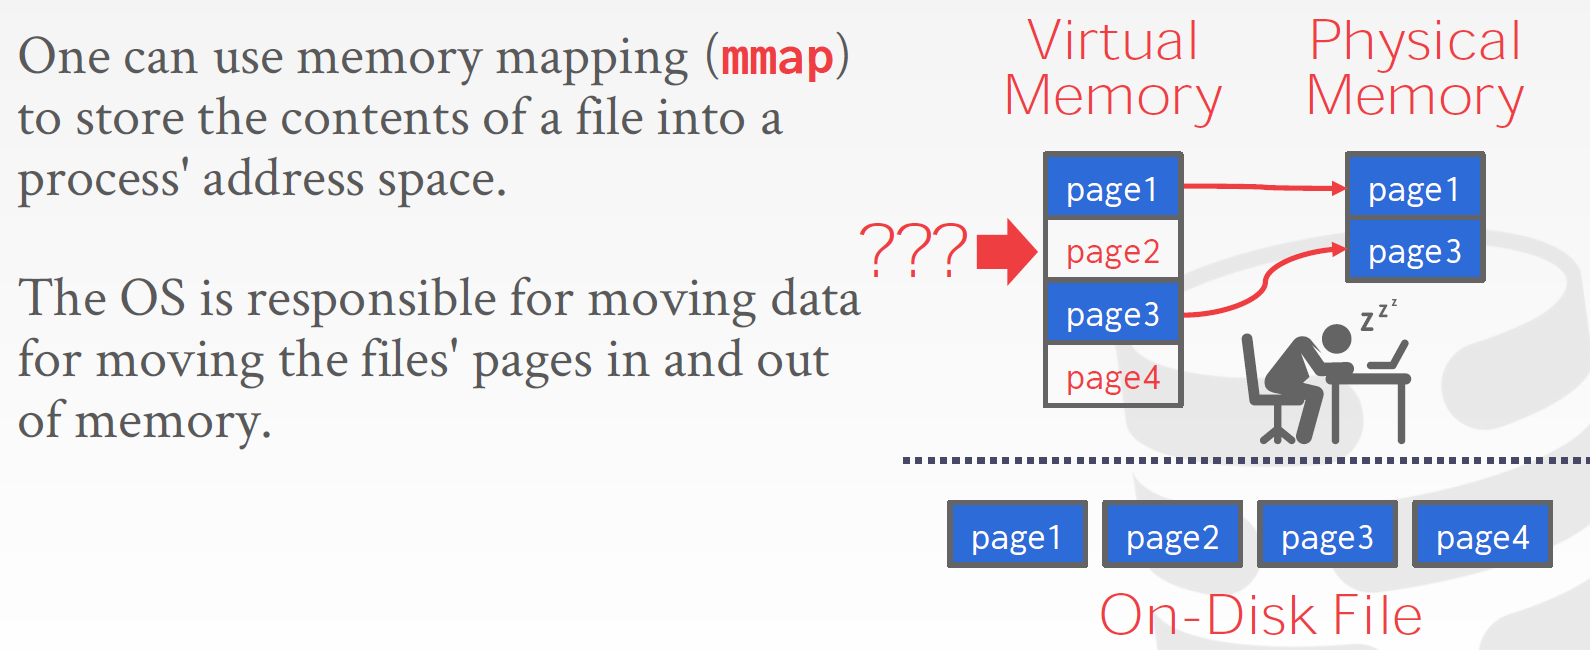 One can use memory mapping (mmap)
to store the contents of a file into a
process' address space.
The OS is responsible for moving data
for moving the files' pages in and out
of memory.
Virtual
Memory
Physical
Memory
page1
page2
page3
page4
???
page1
page3
z z z
page1 page2 page3 page4
On-Disk File